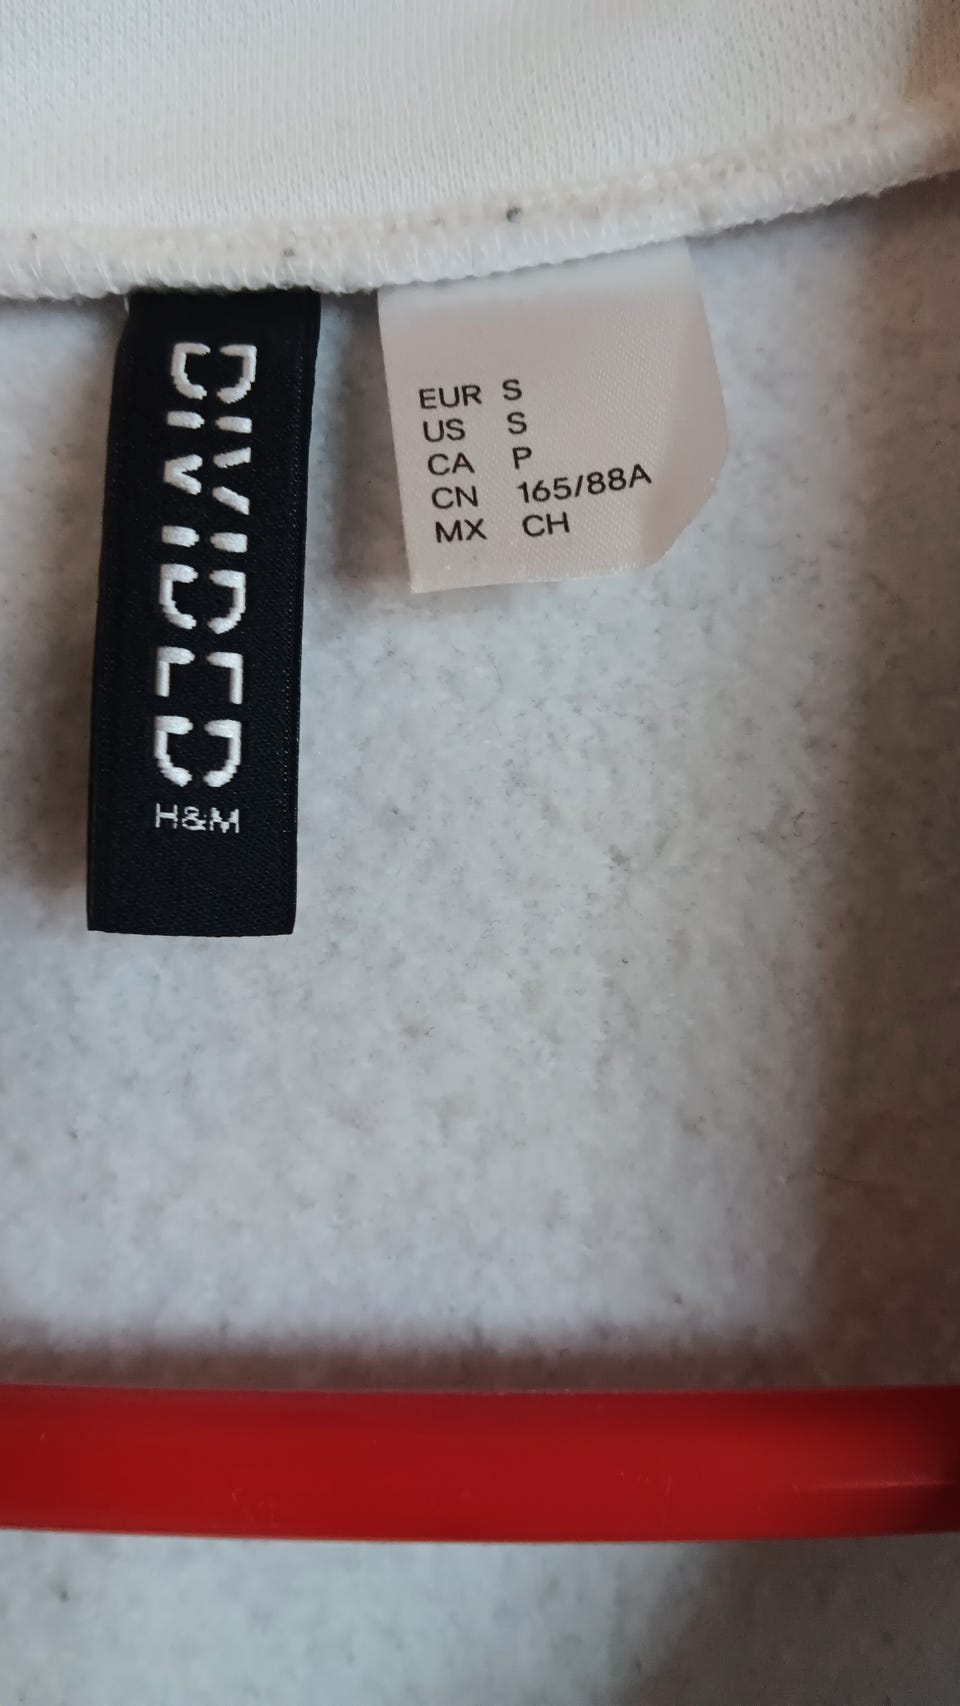 DIVIDED
H&M
EUR S
US S
CA P
CN 165/88A
MX CH